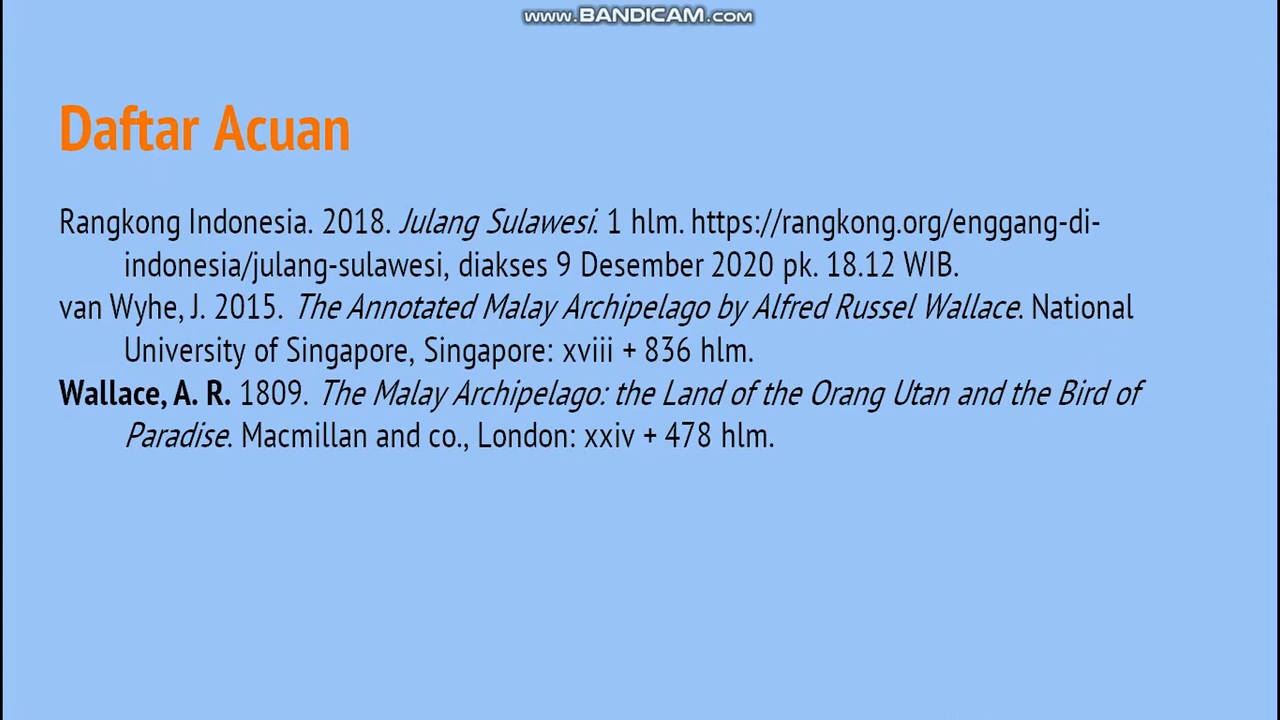 www.BANDICAM.com
Daftar Acuan
Rangkong Indonesia. 2018. Julang Sulawesi. 1 hlm. https://rangkong.org/enggang-di-
indonesia/julang-sulawesi, diakses 9 Desember 2020 pk. 18.12 WIB.
van Wyhe, J. 2015. The Annotated Malay Archipelago by Alfred Russel Wallace. National
University of Singapore, Singapore: xviii + 836 hlm.
Wallace, A. R. 1809. The Malay Archipelago: the Land of the Orang Utan and the Bird of
Paradise. Macmillan and co., London: xxiv + 478 hlm.